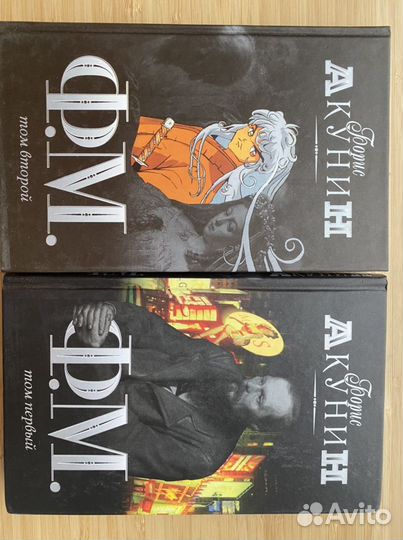 Борис
АКУНИН
Ф.М.
том второй
Борис
АКУНИН
Ф.М.
том первый
Avito